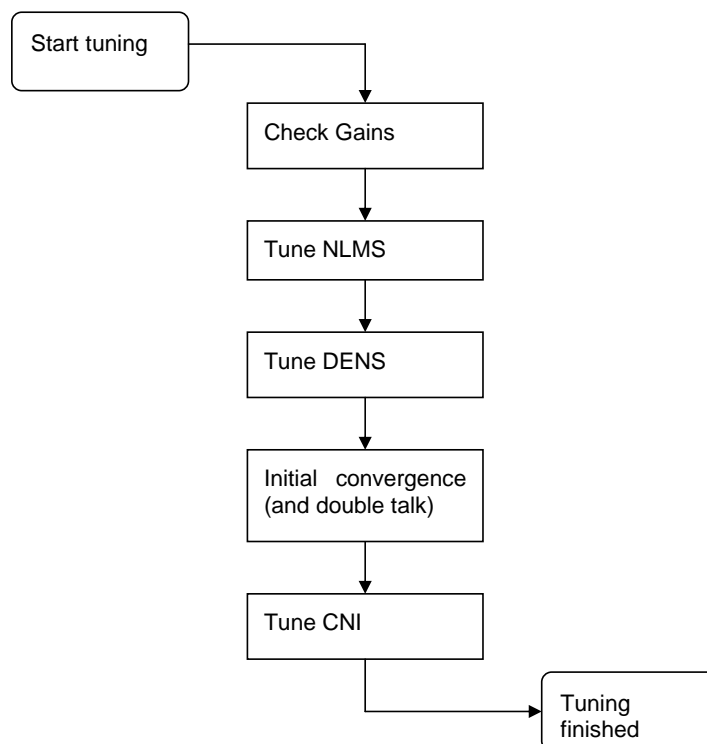 Start tuning
Check Gains
Tune NLMS
Tune DENS
Initial convergence
(and double talk)
Tune CNI
Tuning
finished